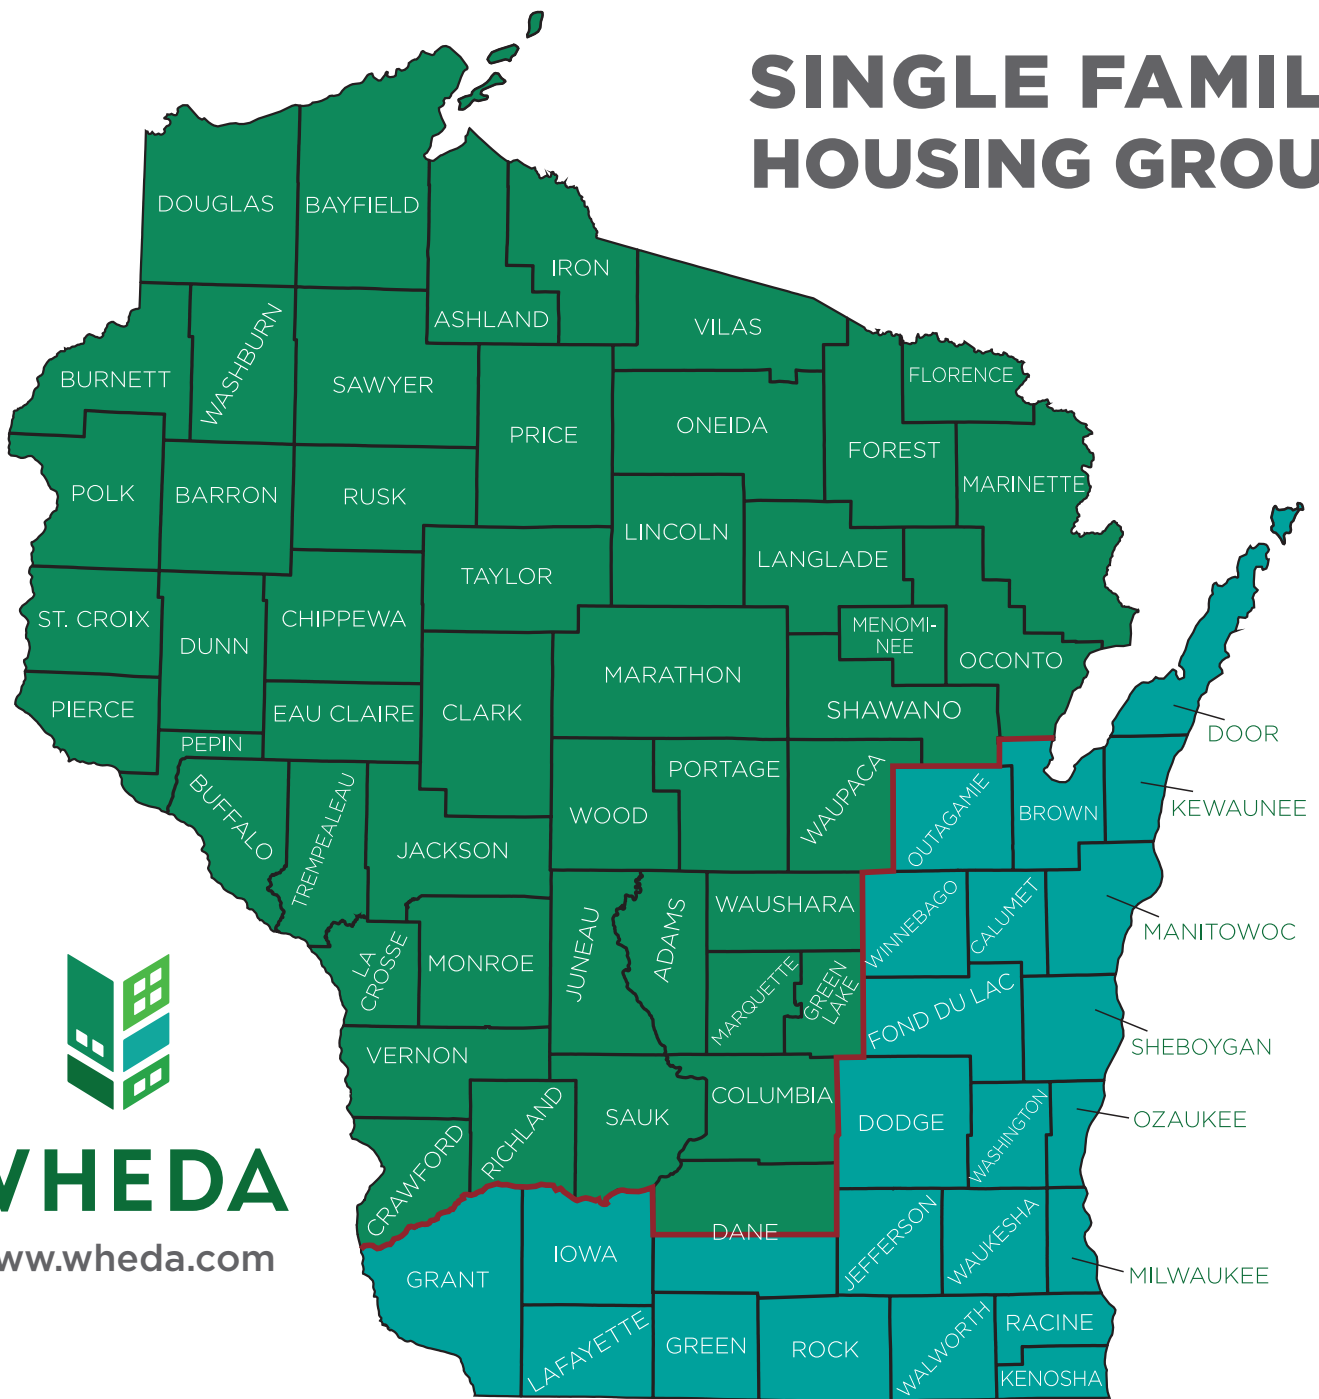 SINGLE FAMIL
HOUSING GROU
DOUGLAS
BAYFIELD
IRON
ASHLAND
VILAS
WASHBURN
BURNETT
SAWYER
FLORENCE
PRICE
ONEIDA
FOREST
MARINETTE
POLK
BARRON
RUSK
LINCOLN
LANGLADE
TAYLOR
ST. CROIX
CHIPPEWA
DUNN
MENOMI-
NEE
OCONTO
MARATHON
PIERCE
EAU CLAIRE
CLARK
SHAWANO
DOOR
PEPIN
PORTAGE
BUFFALO
TREMPEALEAU
WOOD
WAUPACA
OUTAGAMIE
BROWN
KEWAUNEE
JACKSON
WAUSHARA
JUNEAU
ADAMS
WINNEBAGO
CALUMET
MANITOWOC
LA
CROSSE
MONROE
MARQUETTE
GREEN
LAKE
FOND DU LAC
SHEBOYGAN
VERNON
COLUMBIA
RICHLAND
SAUK
DODGE
WASHINGTON
OZAUKEE
CRAWFORD
WHEDA
www.wheda.com
DANE
IOWA
GRANT
JEFFERSON
WAUKESHA
MILWAUKEE
LAFAYETTE
GREEN
ROCK
WALWORTH
RACINE
KENOSHA